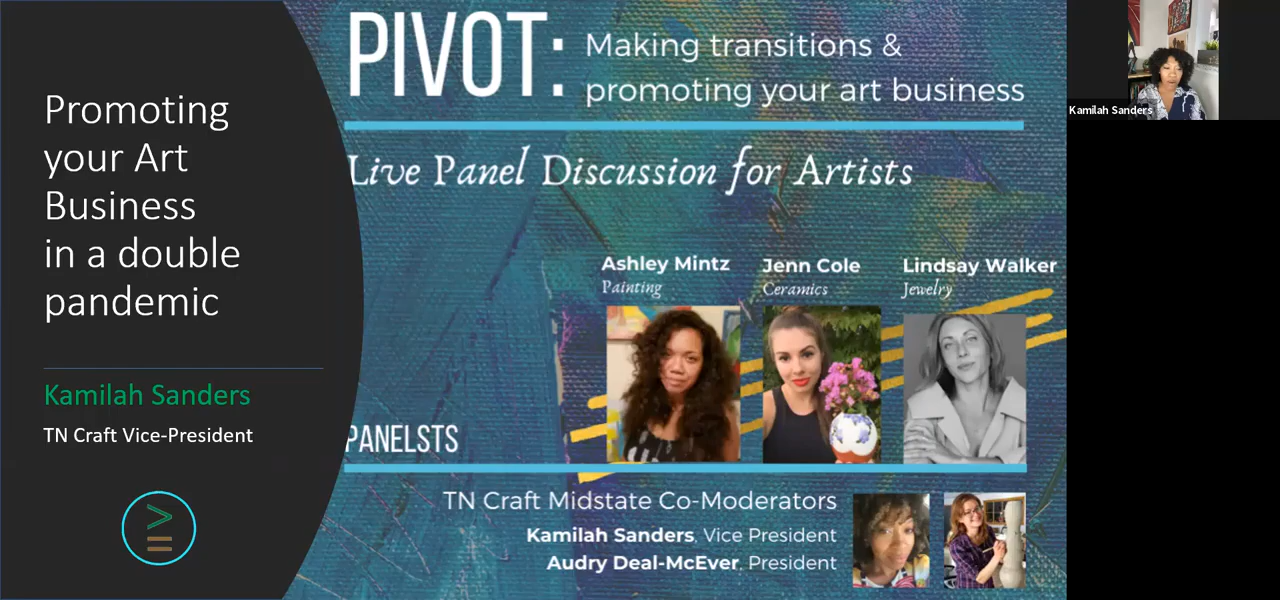 Promoting
your Art
Business
in a double
pandemic
Kamilah Sanders
TN Craft Vice-President
PIVOT: Making transitions &
promoting your art business
Live Panel Discussion for Artists
Ashley Mintz
Painting
Jenn Cole
Ceramics
Lindsay Walker
Jewelry
PANELSTS
TN Craft Midstate Co-Moderators
Kamilah Sanders, Vice President
Audry Deal-McEver, President
Kamilah Sanders